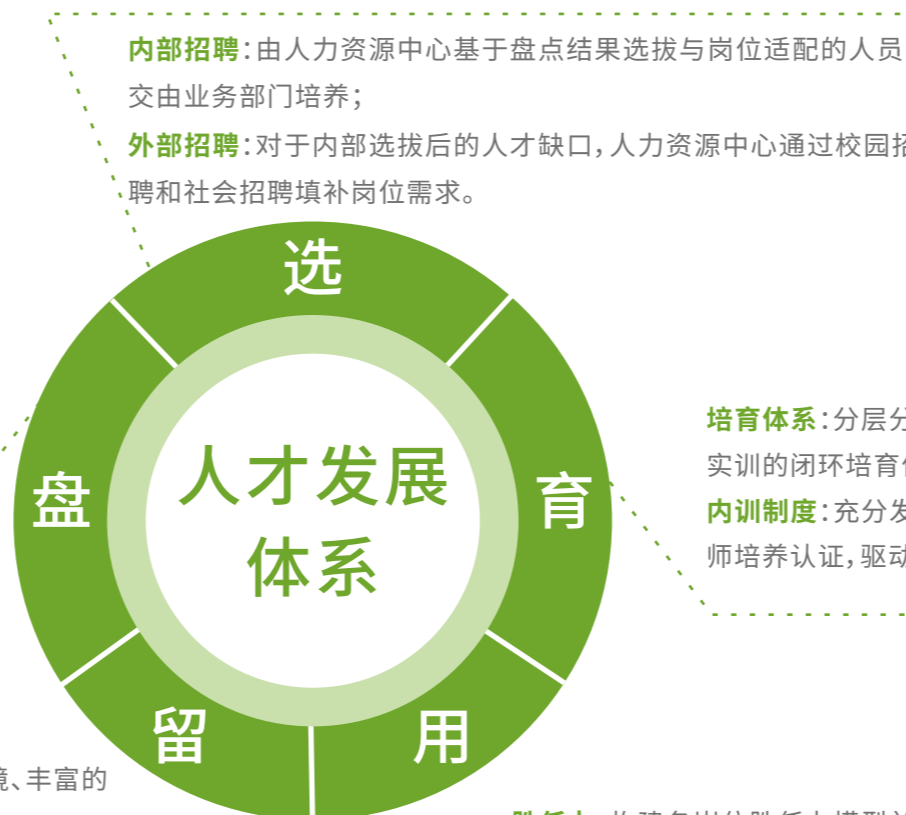 内部招聘：由人力资源中心基于盘点结果选拔与岗位适配的人员
交由业务部门培养；
外部招聘：对于内部选拔后的人才缺口，人力资源中心通过校园招
聘和社会招聘填补岗位需求。
选
盘
人才发展
体系
育
培育体系：分层分
实训的闭环培育体
内训制度：充分发
师培养认证，驱动
留
用
境、丰富的